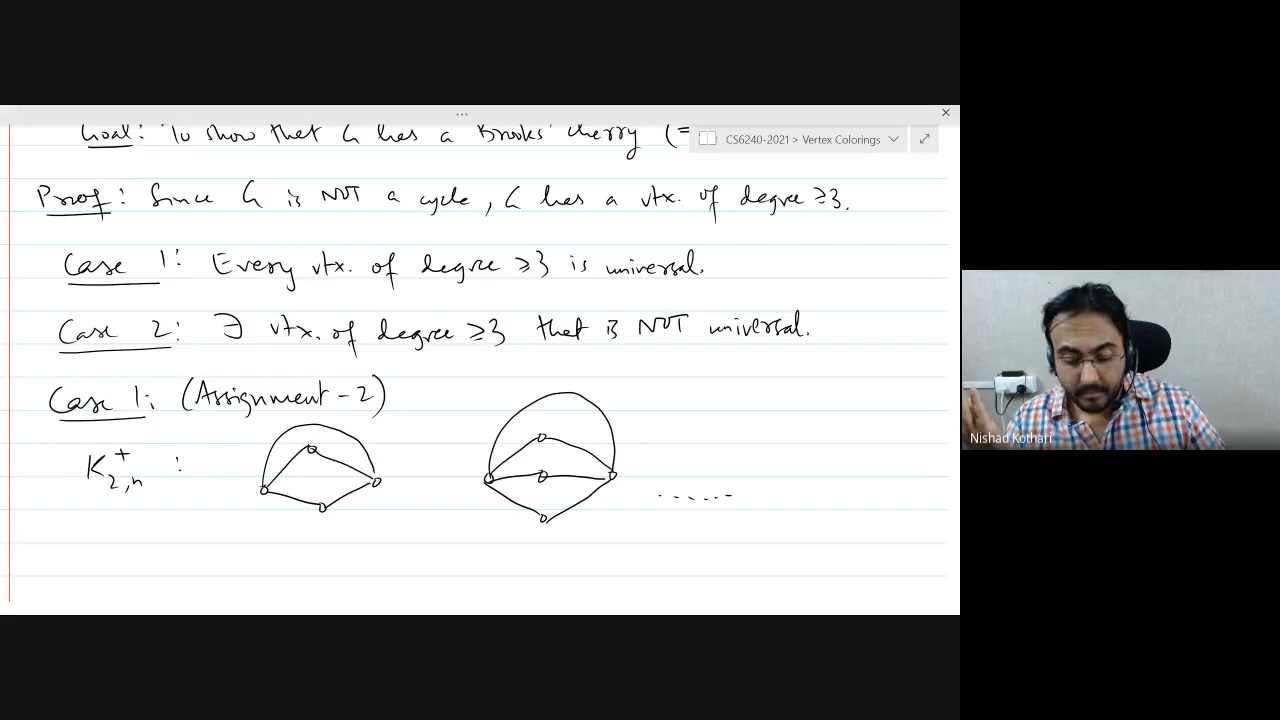 Goal: To show that G has a Brooks' cherry (=
CS6240-2021 > Vertex Colorings
Proof: Since G is NOT a cycle, G has a vtx. of degree ≥3.
Case 1: Every vtx. of degree ≥3 is universal.
Case 2: ∃ vtx. of degree ≥3 that is NOT universal.
Case 1: (Assignment-2)
K⁺₂,ₙ :
Nishad Kothari